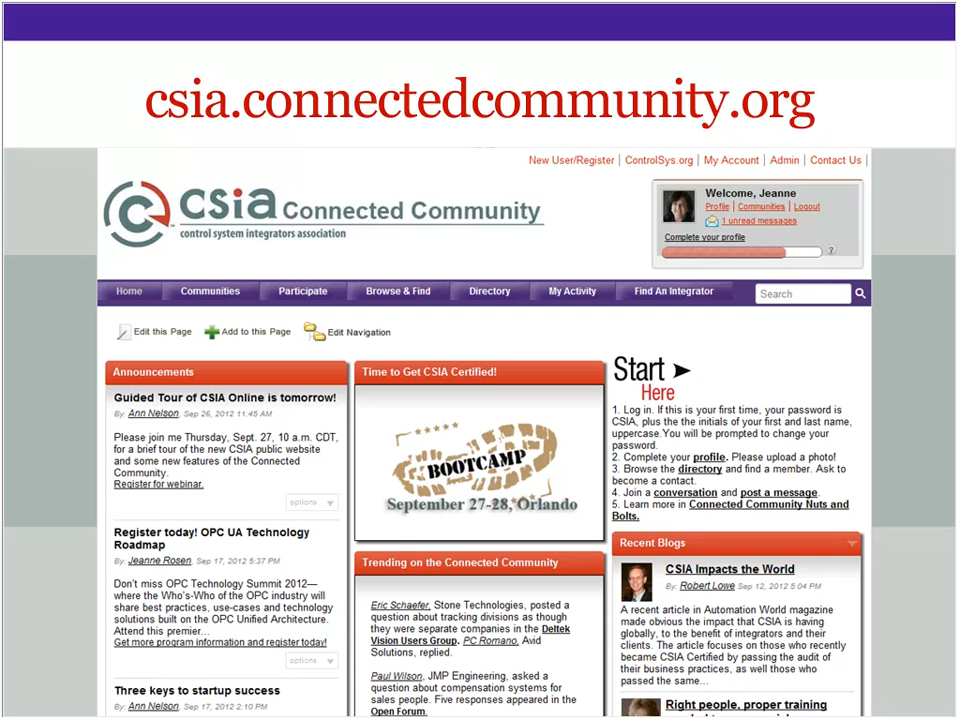 csia.connectedcommunity.org
New User/Register | ControlSys.org | My Account | Admin | Contact Us |
csia Connected Community
control system integrators association
Welcome, Jeanne
Profile | Communities | Logout
1 unread messages
Complete your profile
?
Home Communities Participate Browse & Find Directory My Activity Find An Integrator Search
Edit this Page Add to this Page Edit Navigation
Announcements
Guided Tour of CSIA Online is tomorrow!
By: Ann Nelson, Sep 26, 2012 11:45 AM
Please join me Thursday, Sept. 27, 10 a.m. CDT,
for a brief tour of the new CSIA public website
and some new features of the Connected
Community.
Register for webinar.
options
Register today! OPC UA Technology
Roadmap
By: Jeanne Rosen, Sep 17, 2012 5:37 PM
Don't miss OPC Technology Summit 2012—
where the Who's-Who of the OPC industry will
share best practices, use-cases and technology
solutions built on the OPC Unified Architecture.
Attend this premier...
Get more program information and register today!
options
Three keys to startup success
By: Ann Nelson, Sep 17, 2012 2:10 PM
Time to Get CSIA Certified!
BOOTCAMP
September 27-28, Orlando
Trending on the Connected Community
Eric Schaefer, Stone Technologies, posted a
question about tracking divisions as though
they were separate companies in the Deltek
Vision Users Group. PC Romano, Avid
Solutions, replied.
Paul Wilson, JMP Engineering, asked a
question about compensation systems for
sales people. Five responses appeared in the
Open Forum.
Start
Here
1. Log in. If this is your first time, your password is
CSIA, plus the the initials of your first and last name,
uppercase.You will be prompted to change your
password.
2. Complete your profile. Please upload a photo!
3. Browse the directory and find a member. Ask to
become a contact.
4. Join a conversation and post a message.
5. Learn more in Connected Community Nuts and
Bolts.
Recent Blogs
CSIA Impacts the World
By: Robert Lowe Sep 12, 2012 5:04 PM
A recent article in Automation World magazine
made obvious the impact that CSIA is having
globally, to the benefit of integrators and their
clients. The article focuses on those who recently
became CSIA Certified by passing the audit of
their business practices, as well those who
passed the same...
Right people, proper training